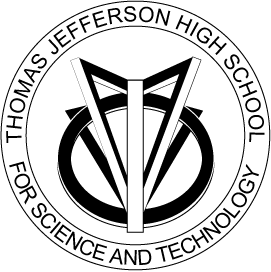 THOMAS JEFFERSON HIGH SCHOOL
FOR SCIENCE AND TECHNOLOGY